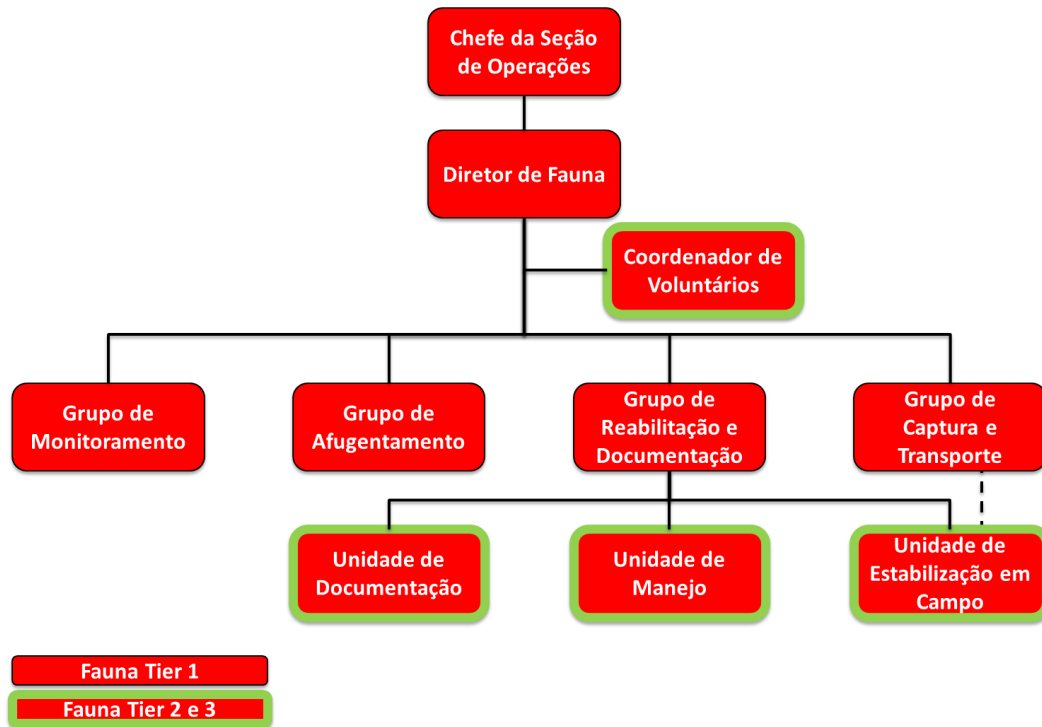 Chefe da Seção
de Operações
Diretor de Fauna
Coordenador de
Voluntários
Grupo de
Monitoramento
Grupo de
Afugentamento
Grupo de
Reabilitação e
Documentação
Grupo de
Captura e
Transporte
Unidade de
Documentação
Unidade de
Manejo
Unidade de
Estabilização em
Campo
Fauna Tier 1
Fauna Tier 2 e 3